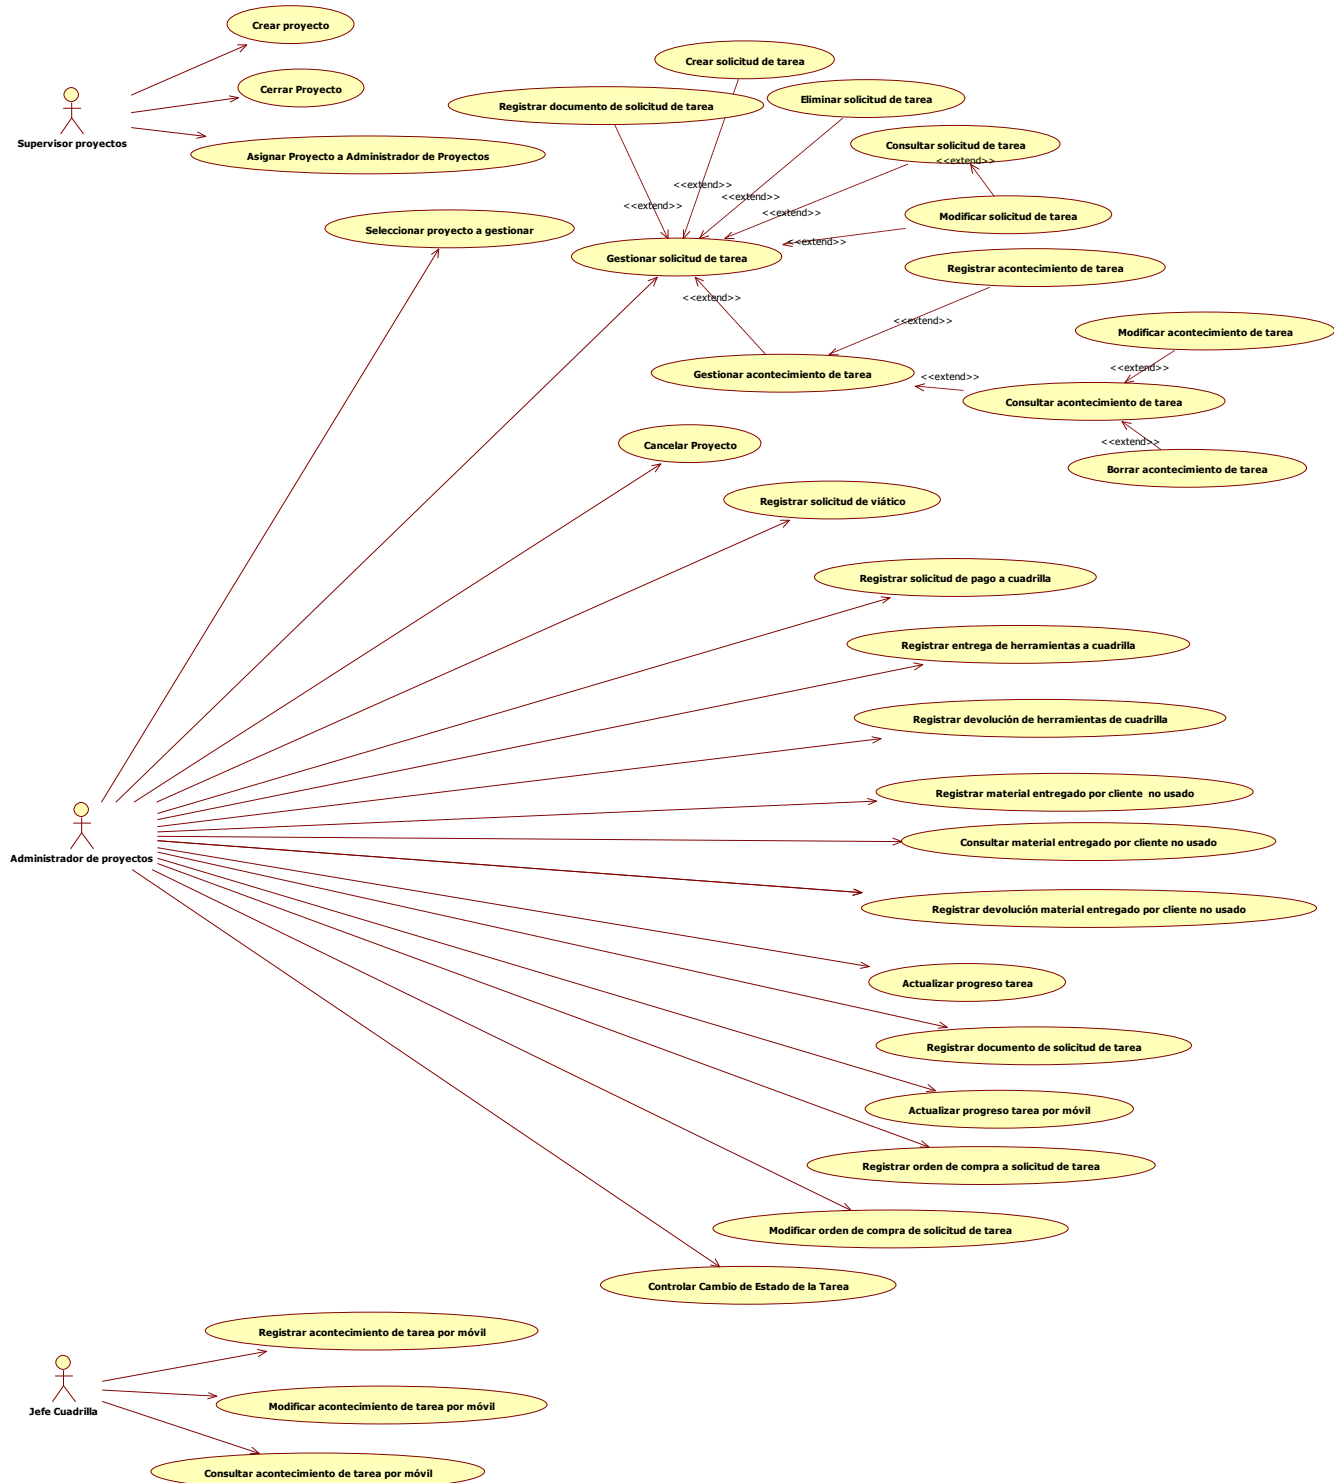 Crear proyecto
Crear solicitud de tarea
Cerrar Proyecto
Eliminar solicitud de tarea
Registrar documento de solicitud de tarea
Supervisor proyectos
Consultar solicitud de tarea
Asignar Proyecto a Administrador de Proyectos
<<extend>>
<<extend>>
<<extend>>
<<extend>>
<<extend>>
Modificar solicitud de tarea
Seleccionar proyecto a gestionar
<<extend>>
Gestionar solicitud de tarea
Registrar acontecimiento de tarea
<<extend>>
<<extend>>
Modificar acontecimiento de tarea
<<extend>>
Gestionar acontecimiento de tarea
<<extend>>
Consultar acontecimiento de tarea
<<extend>>
Cancelar Proyecto
Borrar acontecimiento de tarea
Registrar solicitud de viático
Registrar solicitud de pago a cuadrilla
Registrar entrega de herramientas a cuadrilla
Registrar devolución de herramientas de cuadrilla
Registrar material entregado por cliente  no usado
Consultar material entregado por cliente no usado
Administrador de proyectos
Registrar devolución material entregado por cliente no usado
Actualizar progreso tarea
Registrar documento de solicitud de tarea
Actualizar progreso tarea por móvil
Registrar orden de compra a solicitud de tarea
Modificar orden de compra de solicitud de tarea
Controlar Cambio de Estado de la Tarea
Registrar acontecimiento de tarea por móvil
Modificar acontecimiento de tarea por móvil
Jefe Cuadrilla
Consultar acontecimiento de tarea por móvil